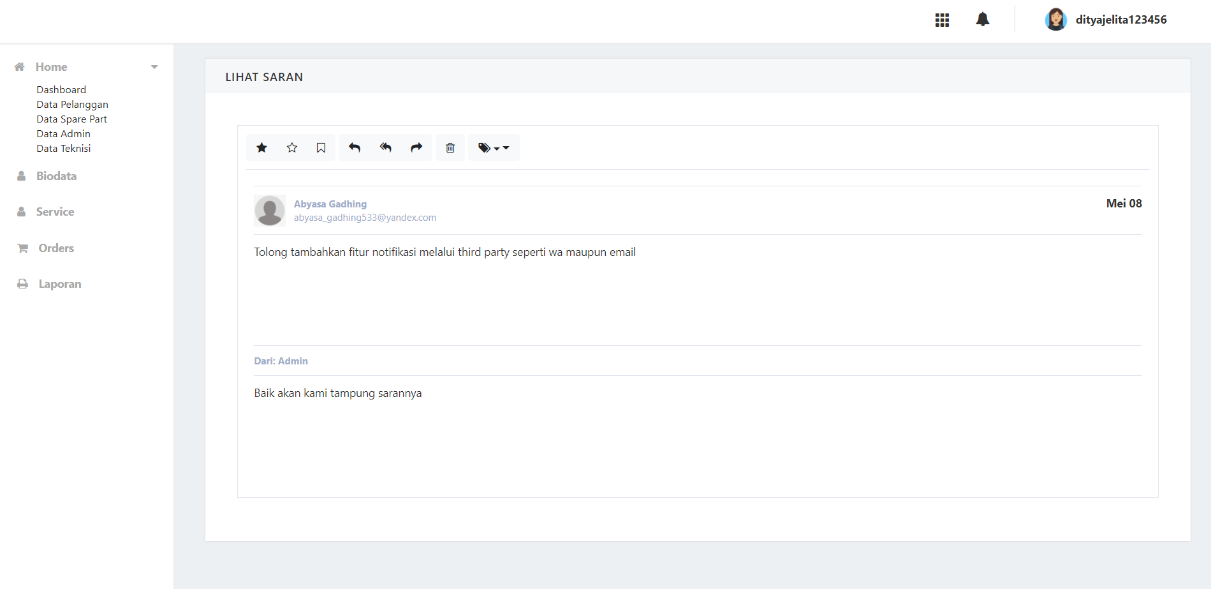 dityajelita123456
Home
Dashboard
Data Pelanggan
Data Spare Part
Data Admin
Data Teknisi
Biodata
Service
Orders
Laporan
LIHAT SARAN
Abyasa Gadhing
Mei 08
abyasa_gadhing533@yandex.com
Tolong tambahkan fitur notifikasi melalui third party seperti wa maupun email
Dari: Admin
Baik akan kami tampung sarannya